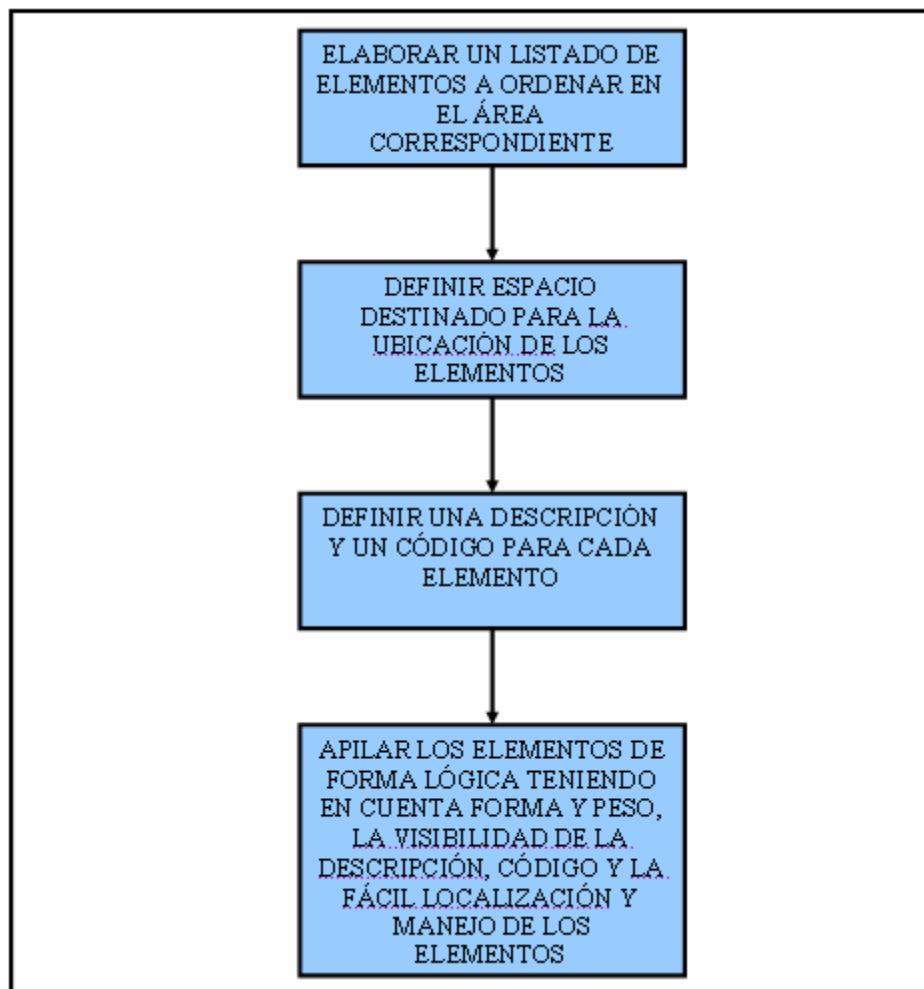 ELABORAR UN LISTADO DE
ELEMENTOS A ORDENAR EN
EL ÁREA
CORRESPONDIENTE
DEFINIR ESPACIO
DESTINADO PARA LA
UBICACIÓN DE LOS
ELEMENTOS
DEFINIR UNA DESCRIPCIÓN
Y UN CÓDIGO PARA CADA
ELEMENTO
APILAR LOS ELEMENTOS DE
FORMA LÓGICA TENIENDO
EN CUENTA FORMA Y PESO,
LA VISIBILIDAD DE LA
DESCRIPCIÓN, CÓDIGO Y LA
FÁCIL LOCALIZACIÓN Y
MANEJO DE LOS
ELEMENTOS